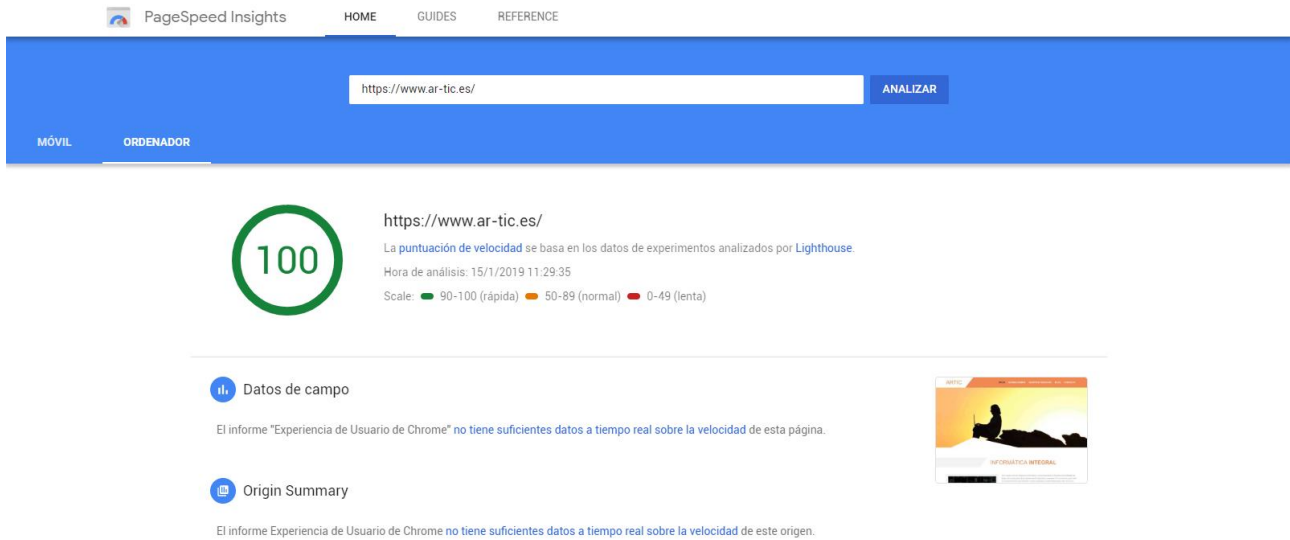 PageSpeed Insights HOME GUIDES REFERENCE
https://www.ar-tic.es/ ANALIZAR
MÓVIL ORDENADOR
100
https://www.ar-tic.es/
La puntuación de velocidad se basa en los datos de experimentos analizados por Lighthouse.
Hora de análisis: 15/1/2019 11:29:35
Scale: 90-100 (rápida) 50-89 (normal) 0-49 (lenta)
Datos de campo
El informe "Experiencia de Usuario de Chrome" no tiene suficientes datos a tiempo real sobre la velocidad de esta página.
ARTIC
INFORMÁTICA INTEGRAL
Origin Summary
El informe Experiencia de Usuario de Chrome no tiene suficientes datos a tiempo real sobre la velocidad de este origen.